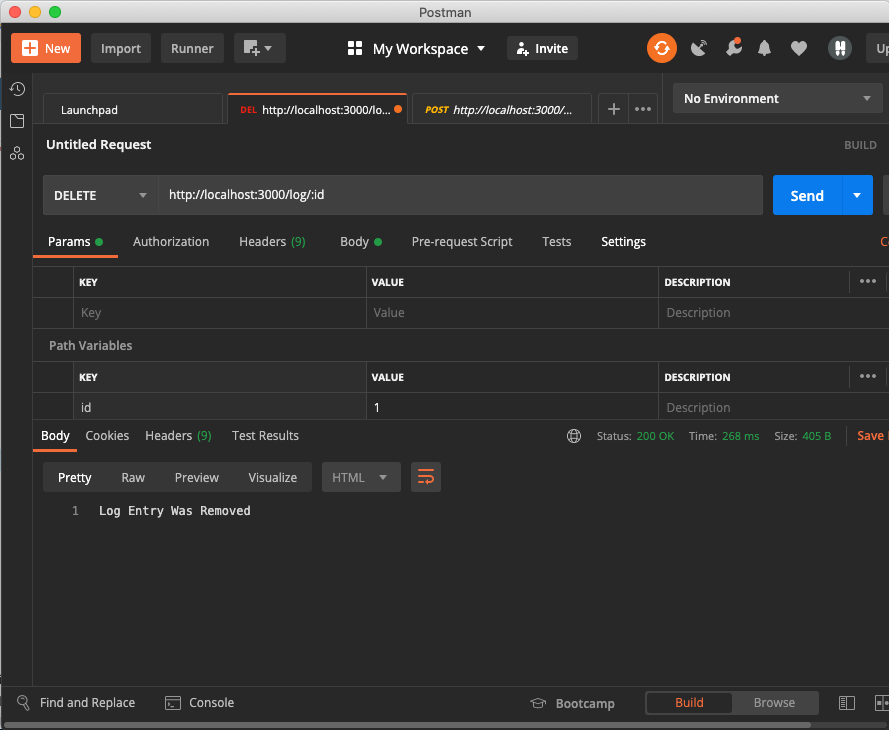 Postman
New Import Runner My Workspace Invite Up
Launchpad DEL http://localhost:3000/lo... POST http://localhost:3000/... No Environment
Untitled Request BUILD
DELETE http://localhost:3000/log/:id Send
Params Authorization Headers (9) Body Pre-request Script Tests Settings
KEY VALUE DESCRIPTION
Key Value Description
Path Variables
KEY VALUE DESCRIPTION
id 1 Description
Body Cookies Headers (9) Test Results Status: 200 OK Time: 268 ms Size: 405 B Save
Pretty Raw Preview Visualize HTML
1 Log Entry Was Removed
Find and Replace Console Bootcamp Build Browse